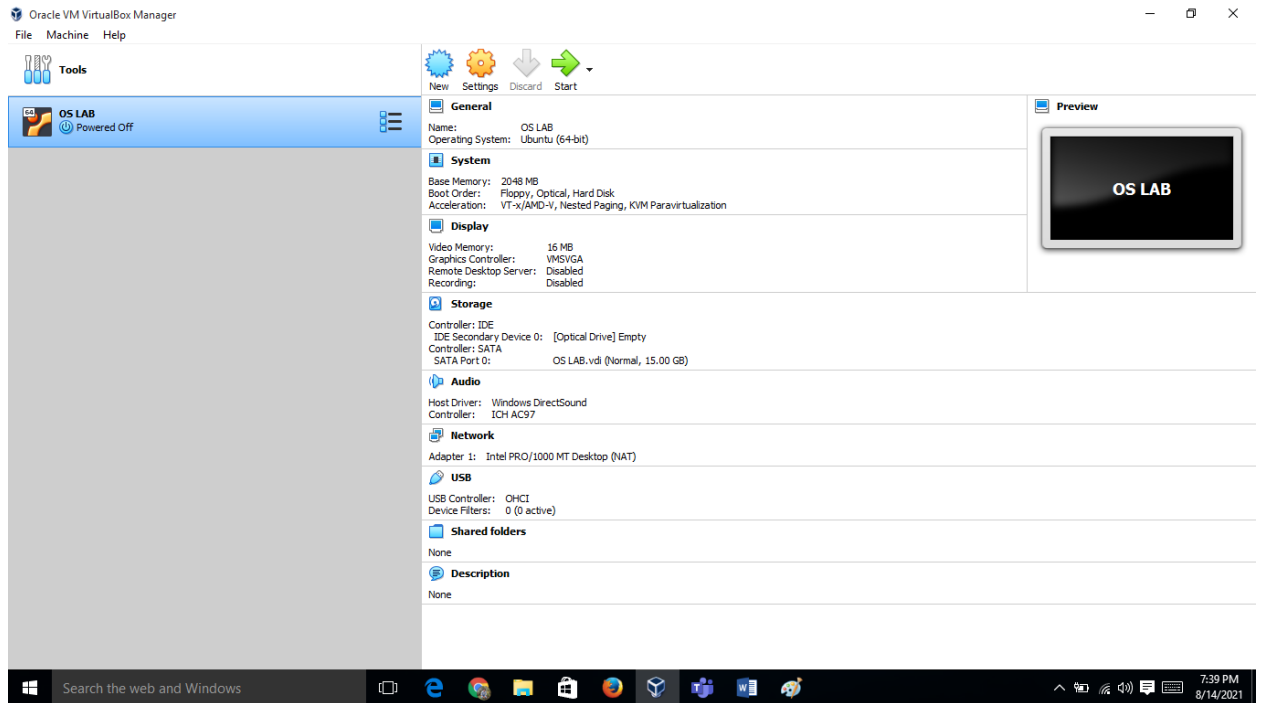 Oracle VM VirtualBox Manager
File Machine Help
Tools
New Settings Discard Start
64
OS LAB
Powered Off
General
Name: OS LAB
Operating System: Ubuntu (64-bit)
Preview
OS LAB
System
Base Memory: 2048 MB
Boot Order: Floppy, Optical, Hard Disk
Acceleration: VT-x/AMD-V, Nested Paging, KVM Paravirtualization
Display
Video Memory: 16 MB
Graphics Controller: VMSVGA
Remote Desktop Server: Disabled
Recording: Disabled
Storage
Controller: IDE
IDE Secondary Device 0: [Optical Drive] Empty
Controller: SATA
SATA Port 0: OS LAB.vdi (Normal, 15.00 GB)
Audio
Host Driver: Windows DirectSound
Controller: ICH AC97
Network
Adapter 1: Intel PRO/1000 MT Desktop (NAT)
USB
USB Controller: OHCI
Device Filters: 0 (0 active)
Shared folders
None
Description
None
Search the web and Windows
7:39 PM
8/14/2021